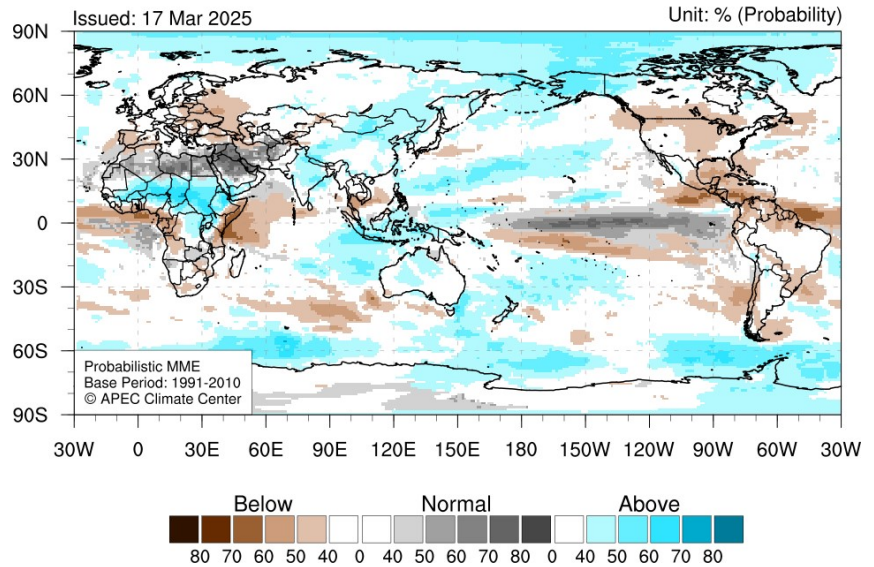 Issued: 17 Mar 2025
Unit: % (Probability)
90N
60N
30N
0
30S
60S
90S
Probabilistic MME
Base Period: 1991-2010
© APEC Climate Center
30W 0 30E 60E 90E 120E 150E 180 150W 120W 90W 60W 30W
Below Normal Above
80 70 60 50 40 0 40 50 60 70 80 0 40 50 60 70 80